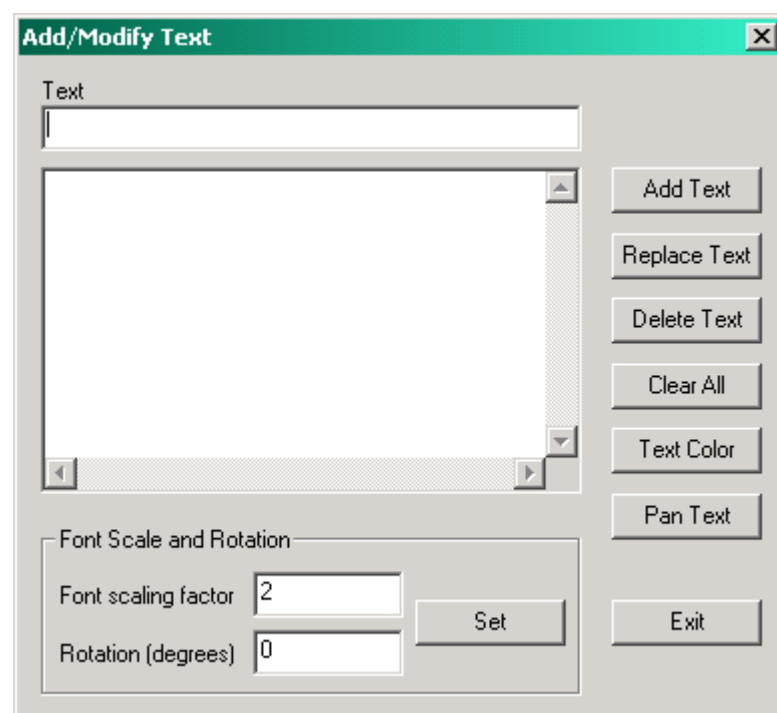 Add/Modify Text
Text
Add Text
Replace Text
Delete Text
Clear All
Text Color
Pan Text
Font Scale and Rotation
Font scaling factor 2
Rotation (degrees) 0
Set
Exit